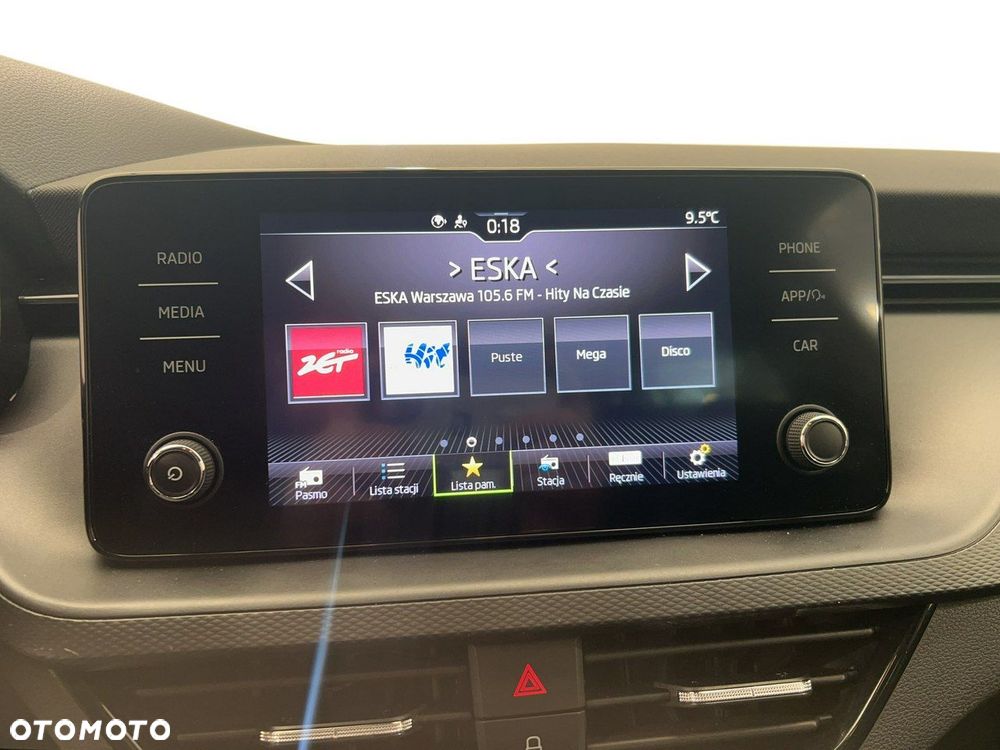 0:18
9.5°C
RADIO
MEDIA
MENU
> ESKA <
ESKA Warszawa 105.6 FM - Hity Na Czasie
radio
ZET
Puste
Mega
Disco
FM
Pasmo
Lista stacji
Lista pam.
Stacja
Ręcznie
Ustawienia
PHONE
APP/
CAR
OTOMOTO